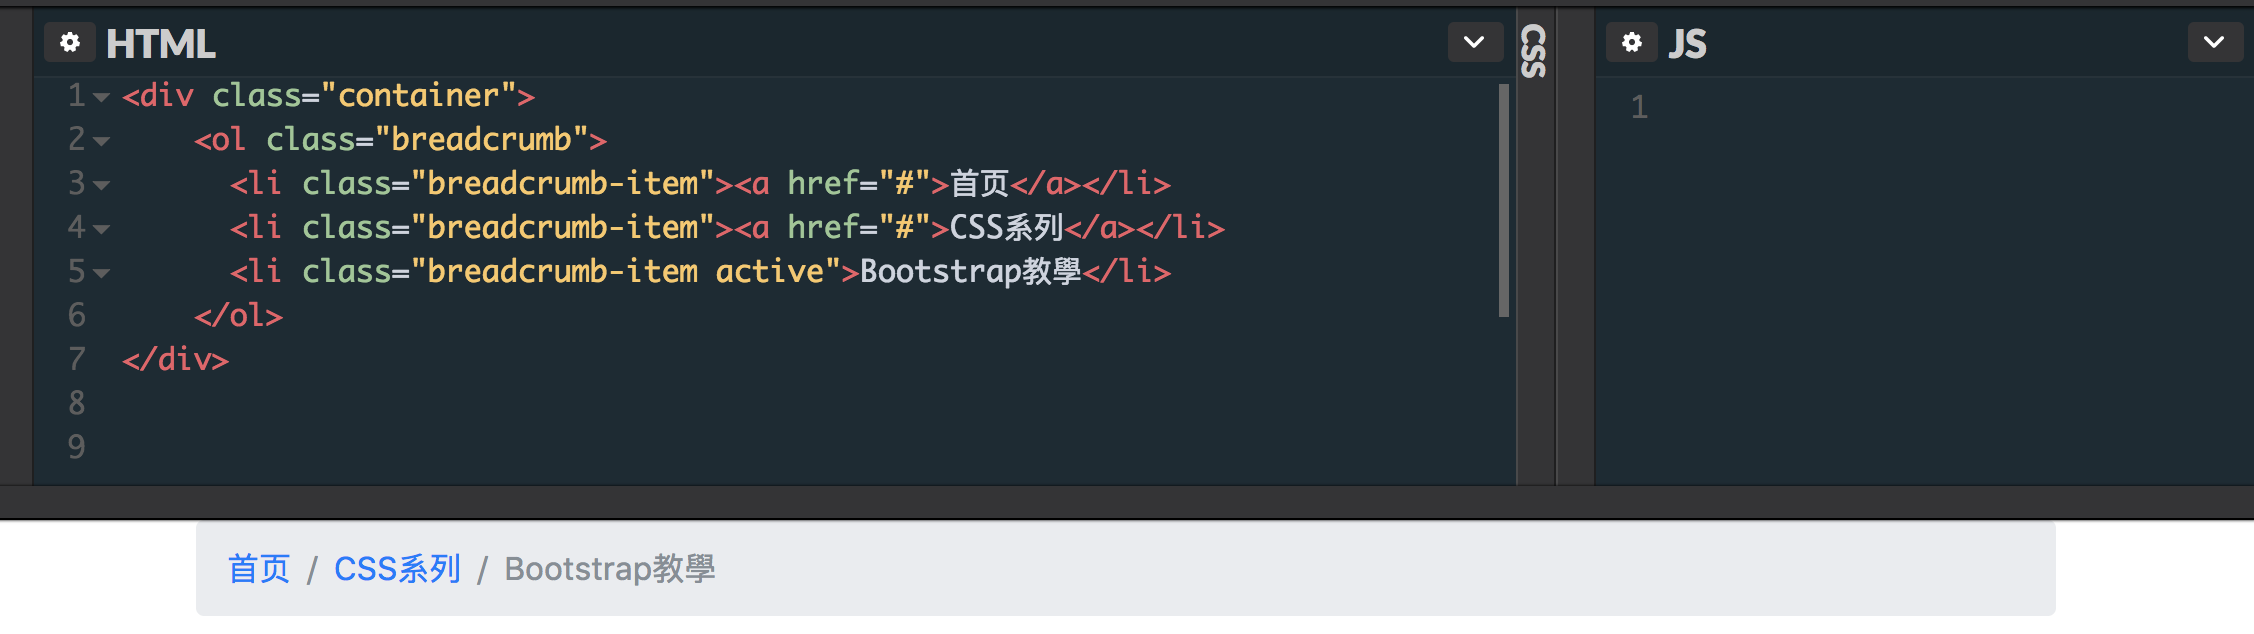 HTML
CSS
JS
1 <div class="container">
2 <ol class="breadcrumb">
3 <li class="breadcrumb-item"><a href="#">首页</a></li>
4 <li class="breadcrumb-item"><a href="#">CSS系列</a></li>
5 <li class="breadcrumb-item active">Bootstrap教學</li>
6 </ol>
7 </div>
8
9
1
首页 / CSS系列 / Bootstrap教學